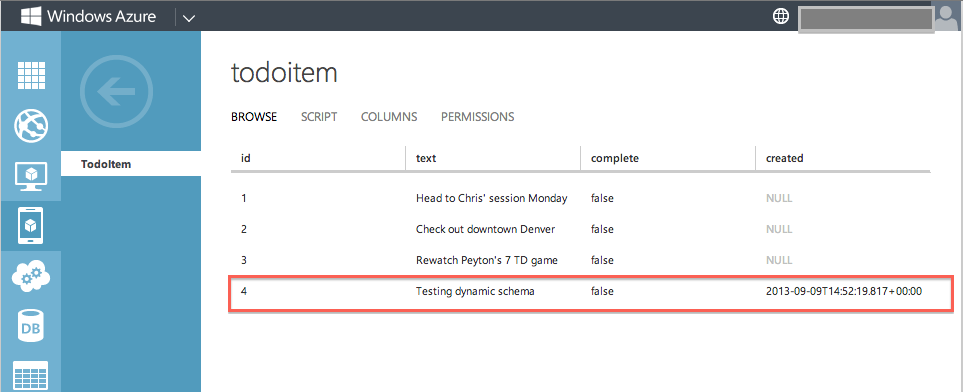 Windows Azure
todoitem
BROWSE SCRIPT COLUMNS PERMISSIONS
TodoItem
id text complete created
1 Head to Chris' session Monday false NULL
2 Check out downtown Denver false NULL
3 Rewatch Peyton's 7 TD game false NULL
4 Testing dynamic schema false 2013-09-09T14:52:19.817+00:00
DB